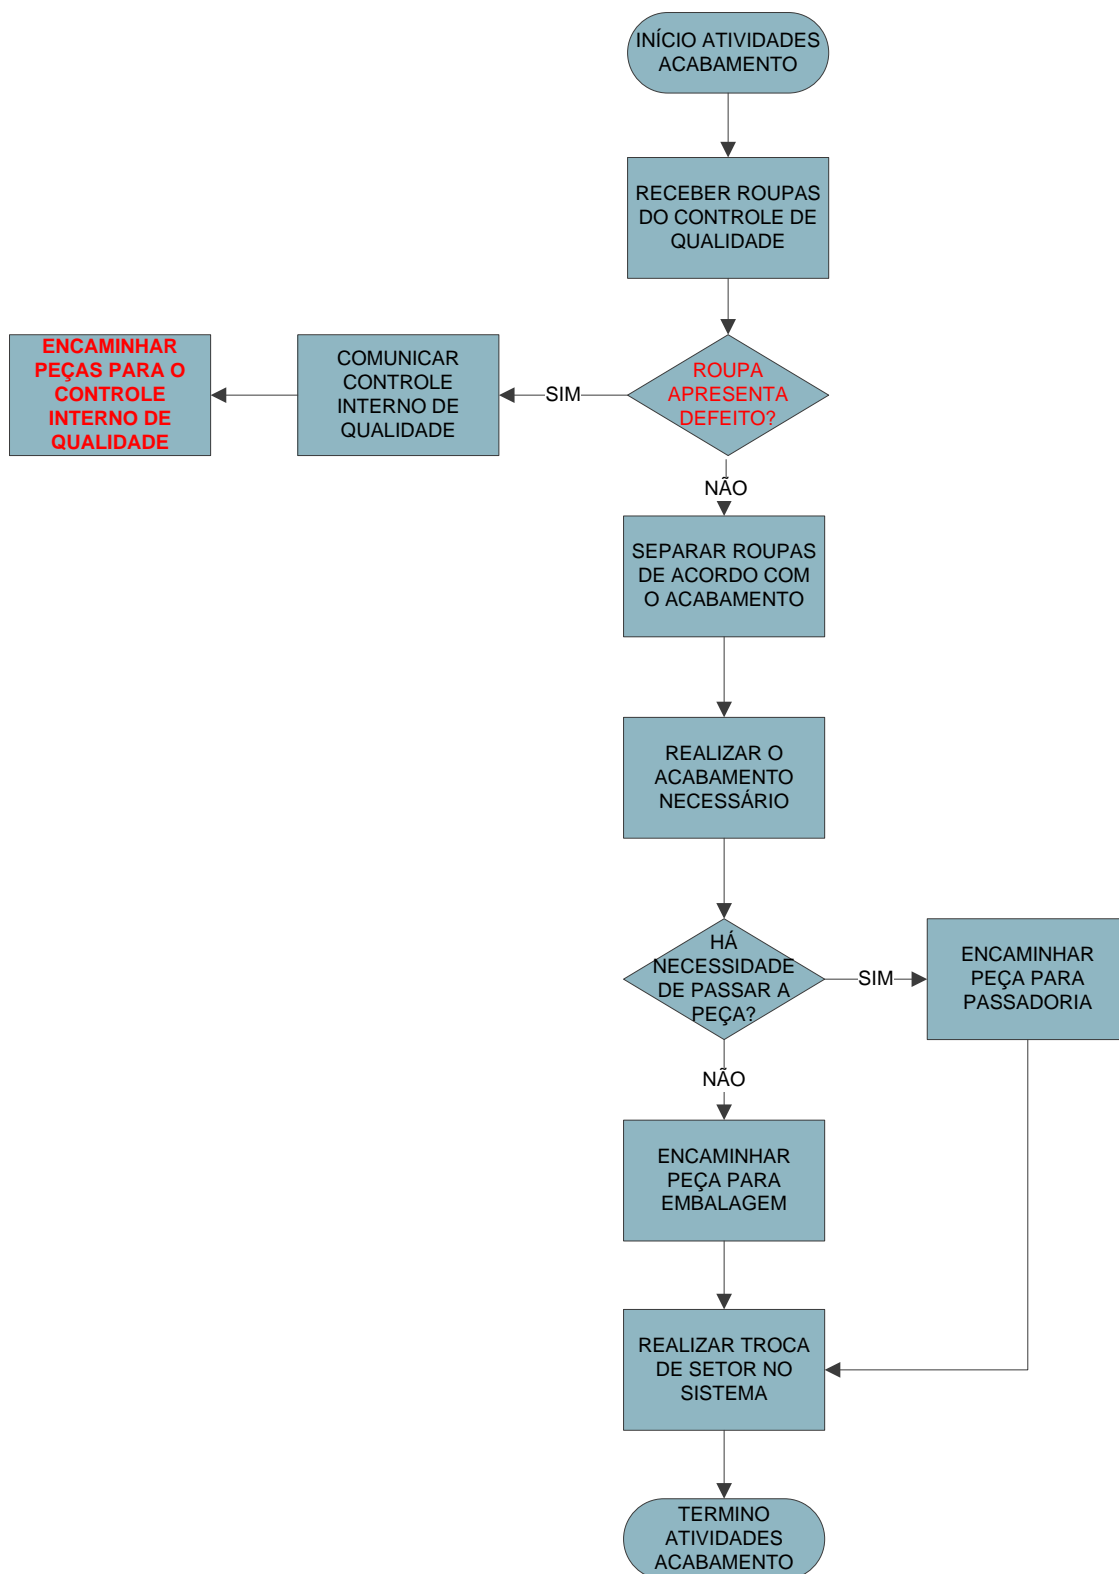 INÍCIO ATIVIDADES
ACABAMENTO
RECEBER ROUPAS
DO CONTROLE DE
QUALIDADE
ROUPA
APRESENTA
DEFEITO?
SIM
COMUNICAR
CONTROLE
INTERNO DE
QUALIDADE
ENCAMINHAR
PEÇAS PARA O
CONTROLE
INTERNO DE
QUALIDADE
NÃO
SEPARAR ROUPAS
DE ACORDO COM
O ACABAMENTO
REALIZAR O
ACABAMENTO
NECESSÁRIO
HÁ
NECESSIDADE
DE PASSAR A
PEÇA?
SIM
ENCAMINHAR
PEÇA PARA
PASSADORIA
NÃO
ENCAMINHAR
PEÇA PARA
EMBALAGEM
REALIZAR TROCA
DE SETOR NO
SISTEMA
TERMINO
ATIVIDADES
ACABAMENTO